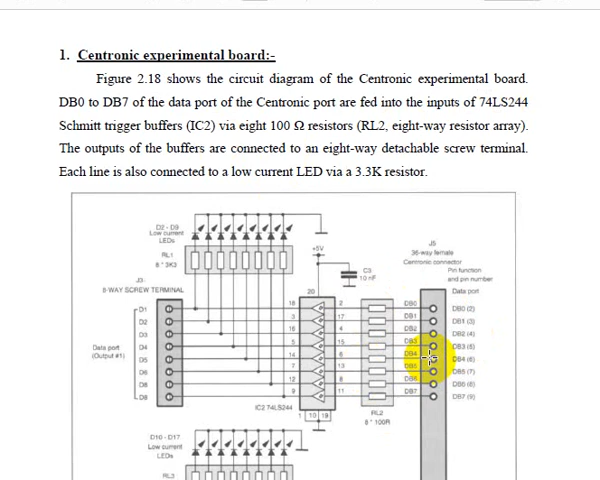 1. Centronic experimental board:-
Figure 2.18 shows the circuit diagram of the Centronic experimental board.
DB0 to DB7 of the data port of the Centronic port are fed into the inputs of 74LS244
Schmitt trigger buffers (IC2) via eight 100 Ω resistors (RL2, eight-way resistor array).
The outputs of the buffers are connected to an eight-way detachable screw terminal.
Each line is also connected to a low current LED via a 3.3K resistor.
D2 - D9
Low current
LEDs
RL1
8 * 3K3
J3
8-WAY SCREW TERMINAL
+5V
C3
10 nF
J5
36-way female
Centronic connector
Pin function
and pin number
Data port
20
D1
D2
D3
D4
D5
D6
D8
D8
Data port
(Output #1)
18
3
16
5
14
7
12
9
2
17
4
15
6
13
8
11
DB0
DB1
DB2
DB3
DB4
DB5
DB6
DB7
DB0 (2)
DB1 (3)
DB2 (4)
DB3 (5)
DB4 (6)
DB5 (7)
DB6 (8)
DB7 (9)
IC2 74LS244
1 10 19
RL2
8 * 100R
D10 - D17
Low current
LEDs
RL3